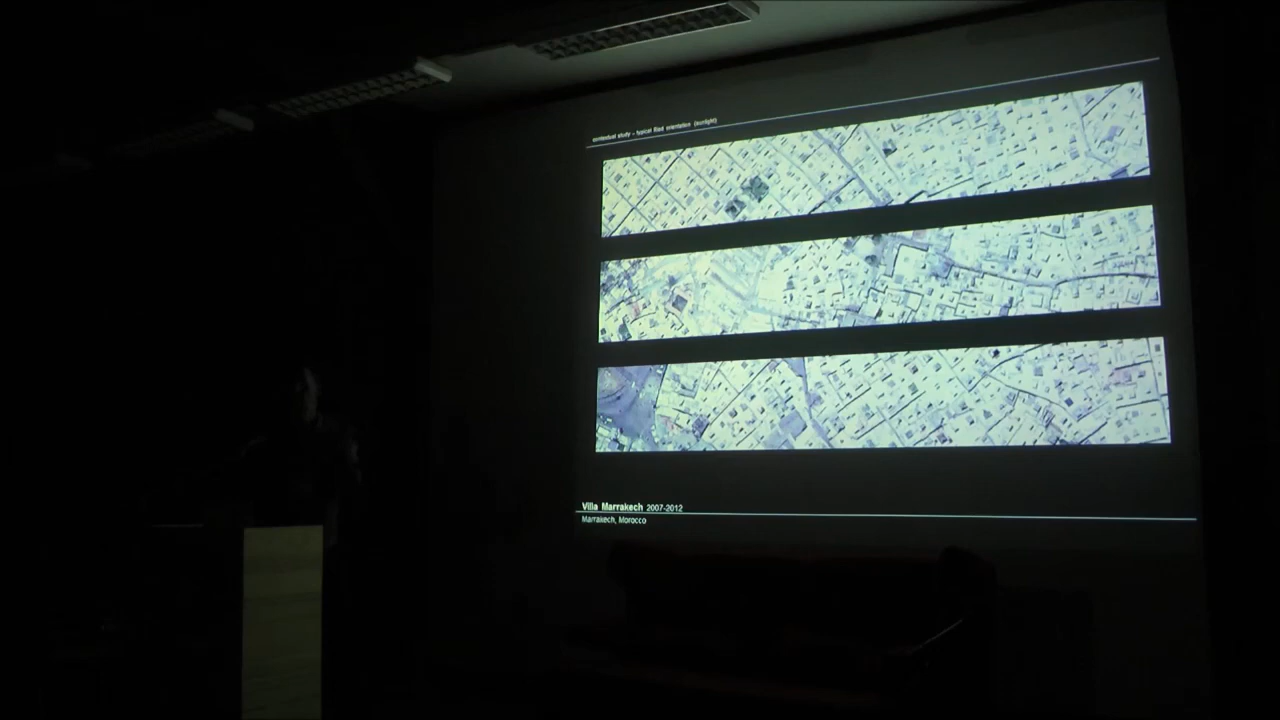 contextual study - typical Riad orientation (sunlight)
Villa Marrakech 2007-2012
Marrakech, Morocco